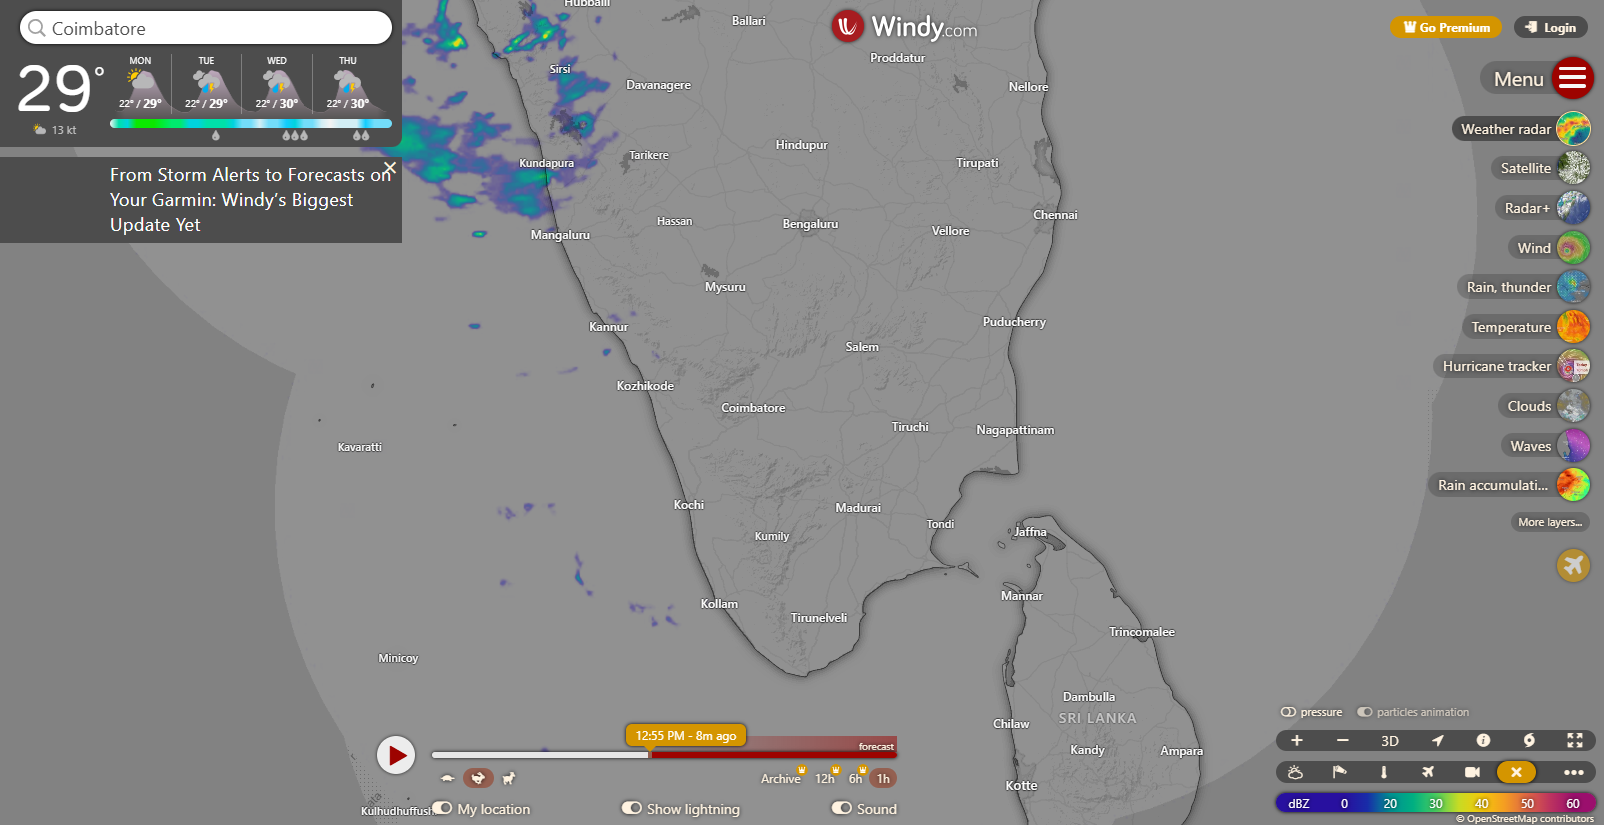 Coimbatore
29°
13 kt
MON TUE WED THU
22° / 29° 22° / 29° 22° / 30° 22° / 30°
From Storm Alerts to Forecasts on
Your Garmin: Windy’s Biggest
Update Yet
Windy.com
Go Premium
Login
Menu
Weather radar
Satellite
Radar+
Wind
Rain, thunder
Temperature
Hurricane tracker
Clouds
Waves
Rain accumulati...
More layers...
Hubballi
Ballari
Proddatur
Sirsi
Davanagere
Nellore
Kundapura
Tarikere
Hindupur
Tirupati
Hassan
Bengaluru
Chennai
Mangaluru
Vellore
Mysuru
Kannur
Puducherry
Salem
Kozhikode
Coimbatore
Tiruchi
Nagapattinam
Kavaratti
Kochi
Madurai
Tondi
Kumily
Jaffna
Mannar
Kollam
Tirunelveli
Trincomalee
Minicoy
Dambulla
Chilaw
SRI LANKA
Kandy
Ampara
Kotte
Kulhudhuffushi
12:55 PM - 8m ago
forecast
Archive 12h 6h 1h
My location
Show lightning
Sound
pressure
particles animation
3D
dBZ 0 20 30 40 50 60
© OpenStreetMap contributors